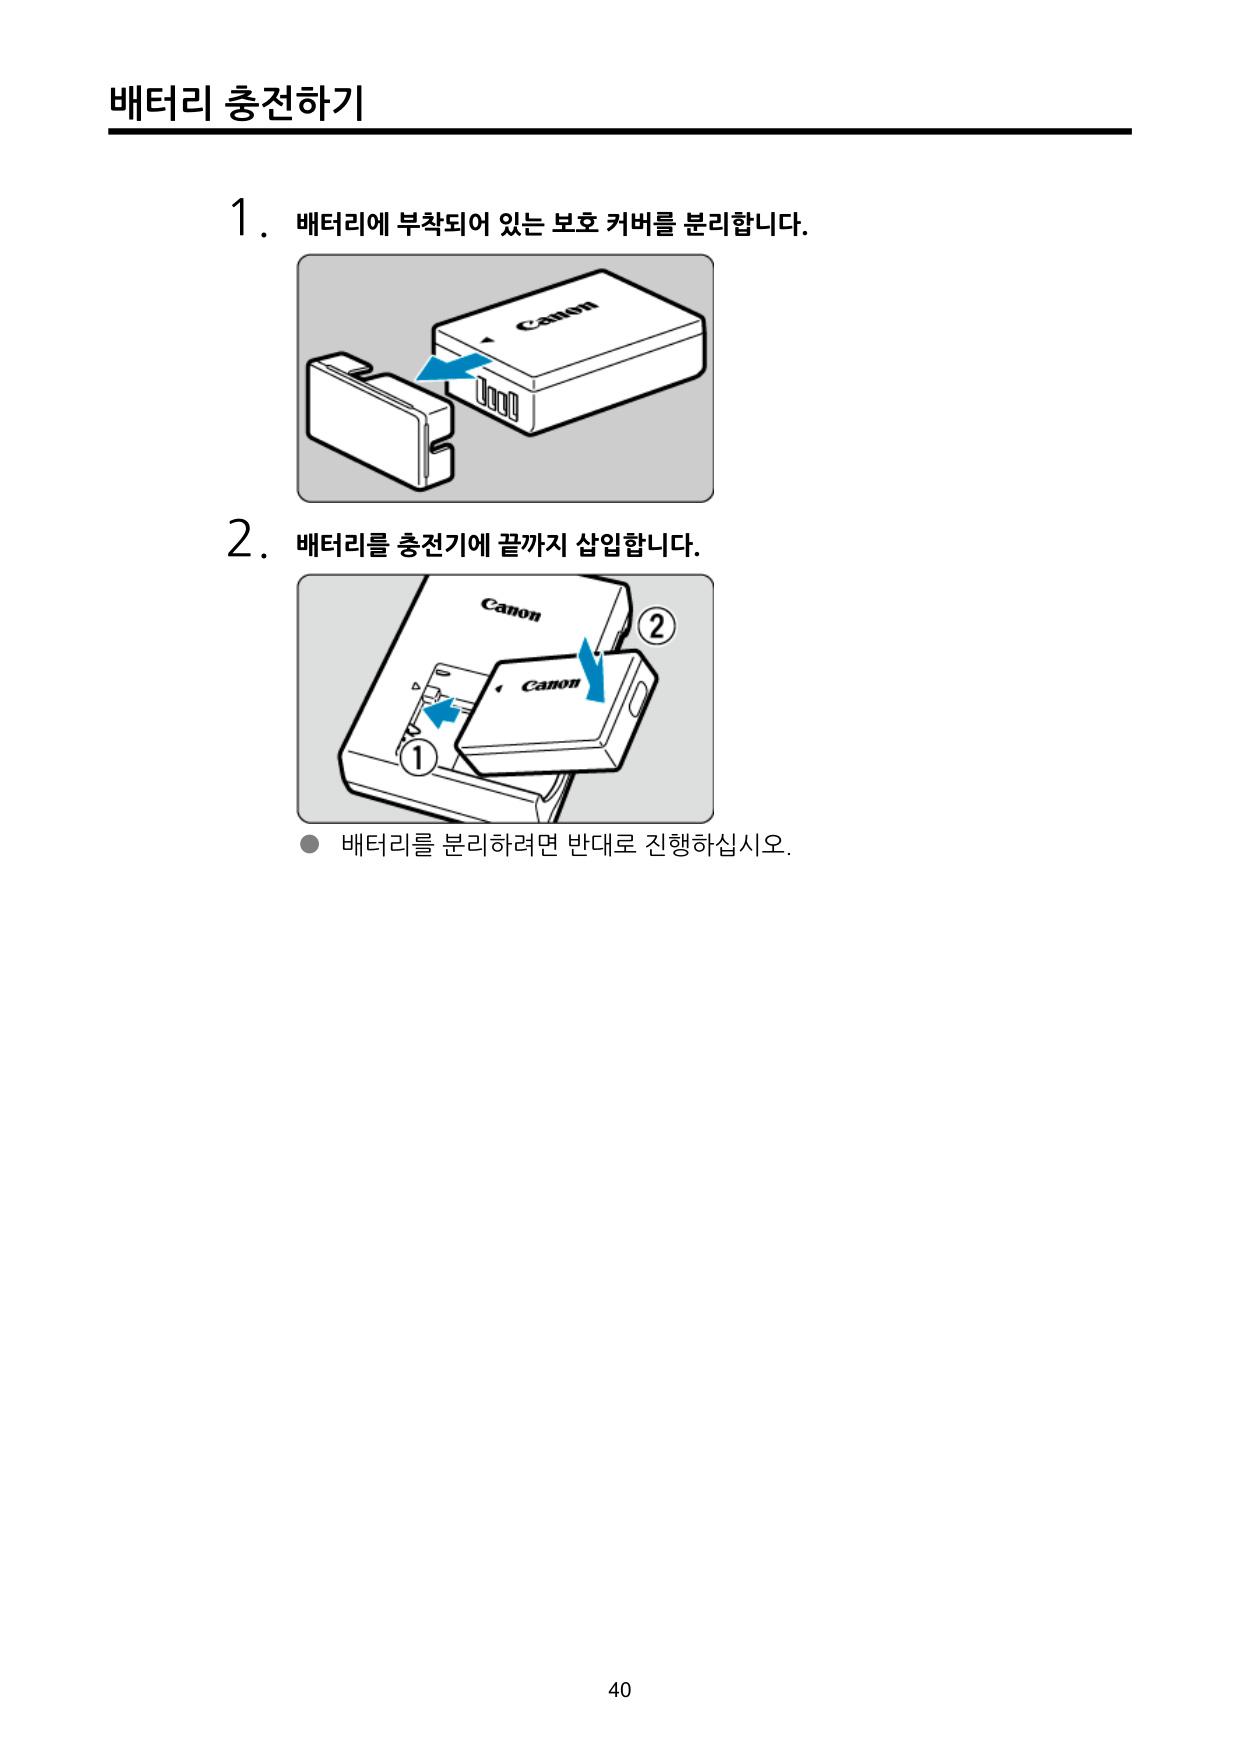 배터리 충전하기
1. 배터리에 부착되어 있는 보호 커버를 분리합니다.
Canon
2. 배터리를 충전기에 끝까지 삽입합니다.
Canon
②
Canon
①
● 배터리를 분리하려면 반대로 진행하십시오.
40